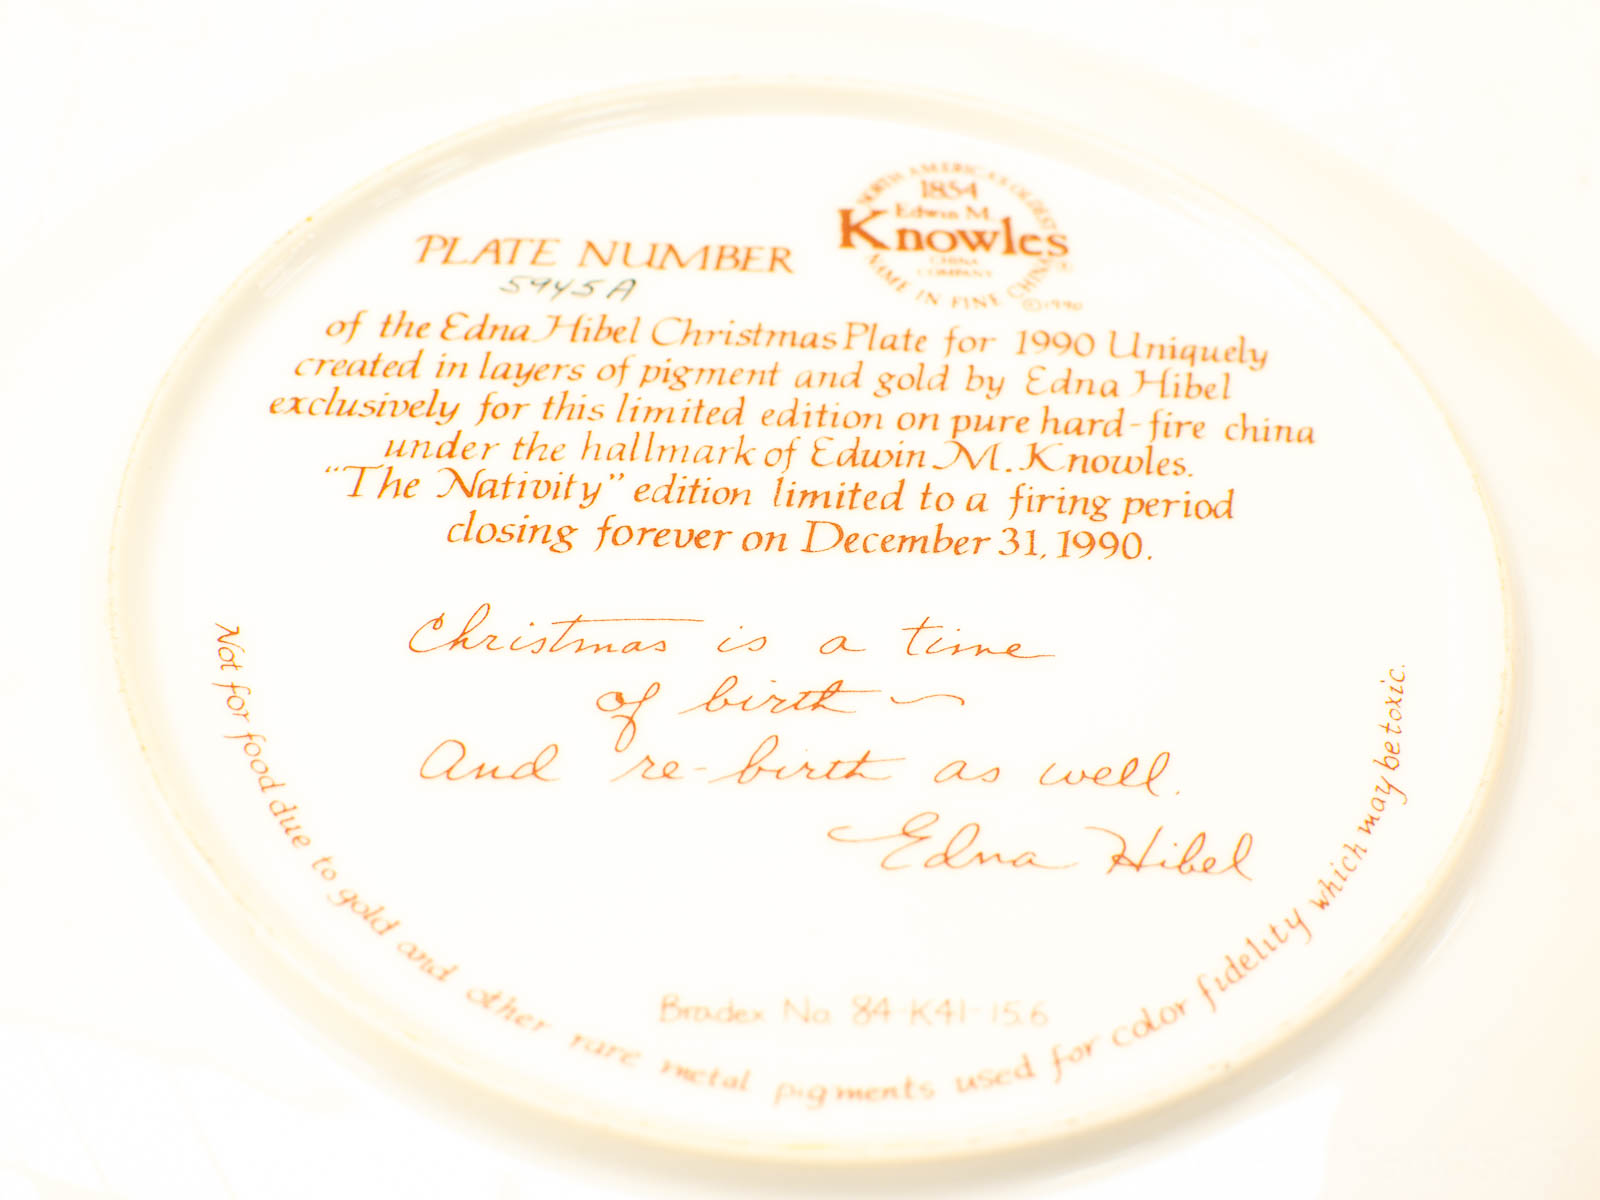 NORTH AMERICA'S OLDEST
1854
Edwin M.
Knowles®
CHINA
COMPANY
NAME IN FINE CHINA
© 1990
PLATE NUMBER
5945A
of the Edna Hibel Christmas Plate for 1990 Uniquely
created in layers of pigment and gold by Edna Hibel
exclusively for this limited edition on pure hard-fire china
under the hallmark of Edwin M. Knowles.
"The Nativity" edition limited to a firing period
closing forever on December 31, 1990.
Christmas is a time
of birth ~
And re-birth as well.
Edna Hibel
Bradex No. 84-K41-15.6
Not for food due to gold and other rare metal pigments used for color fidelity which may be toxic.